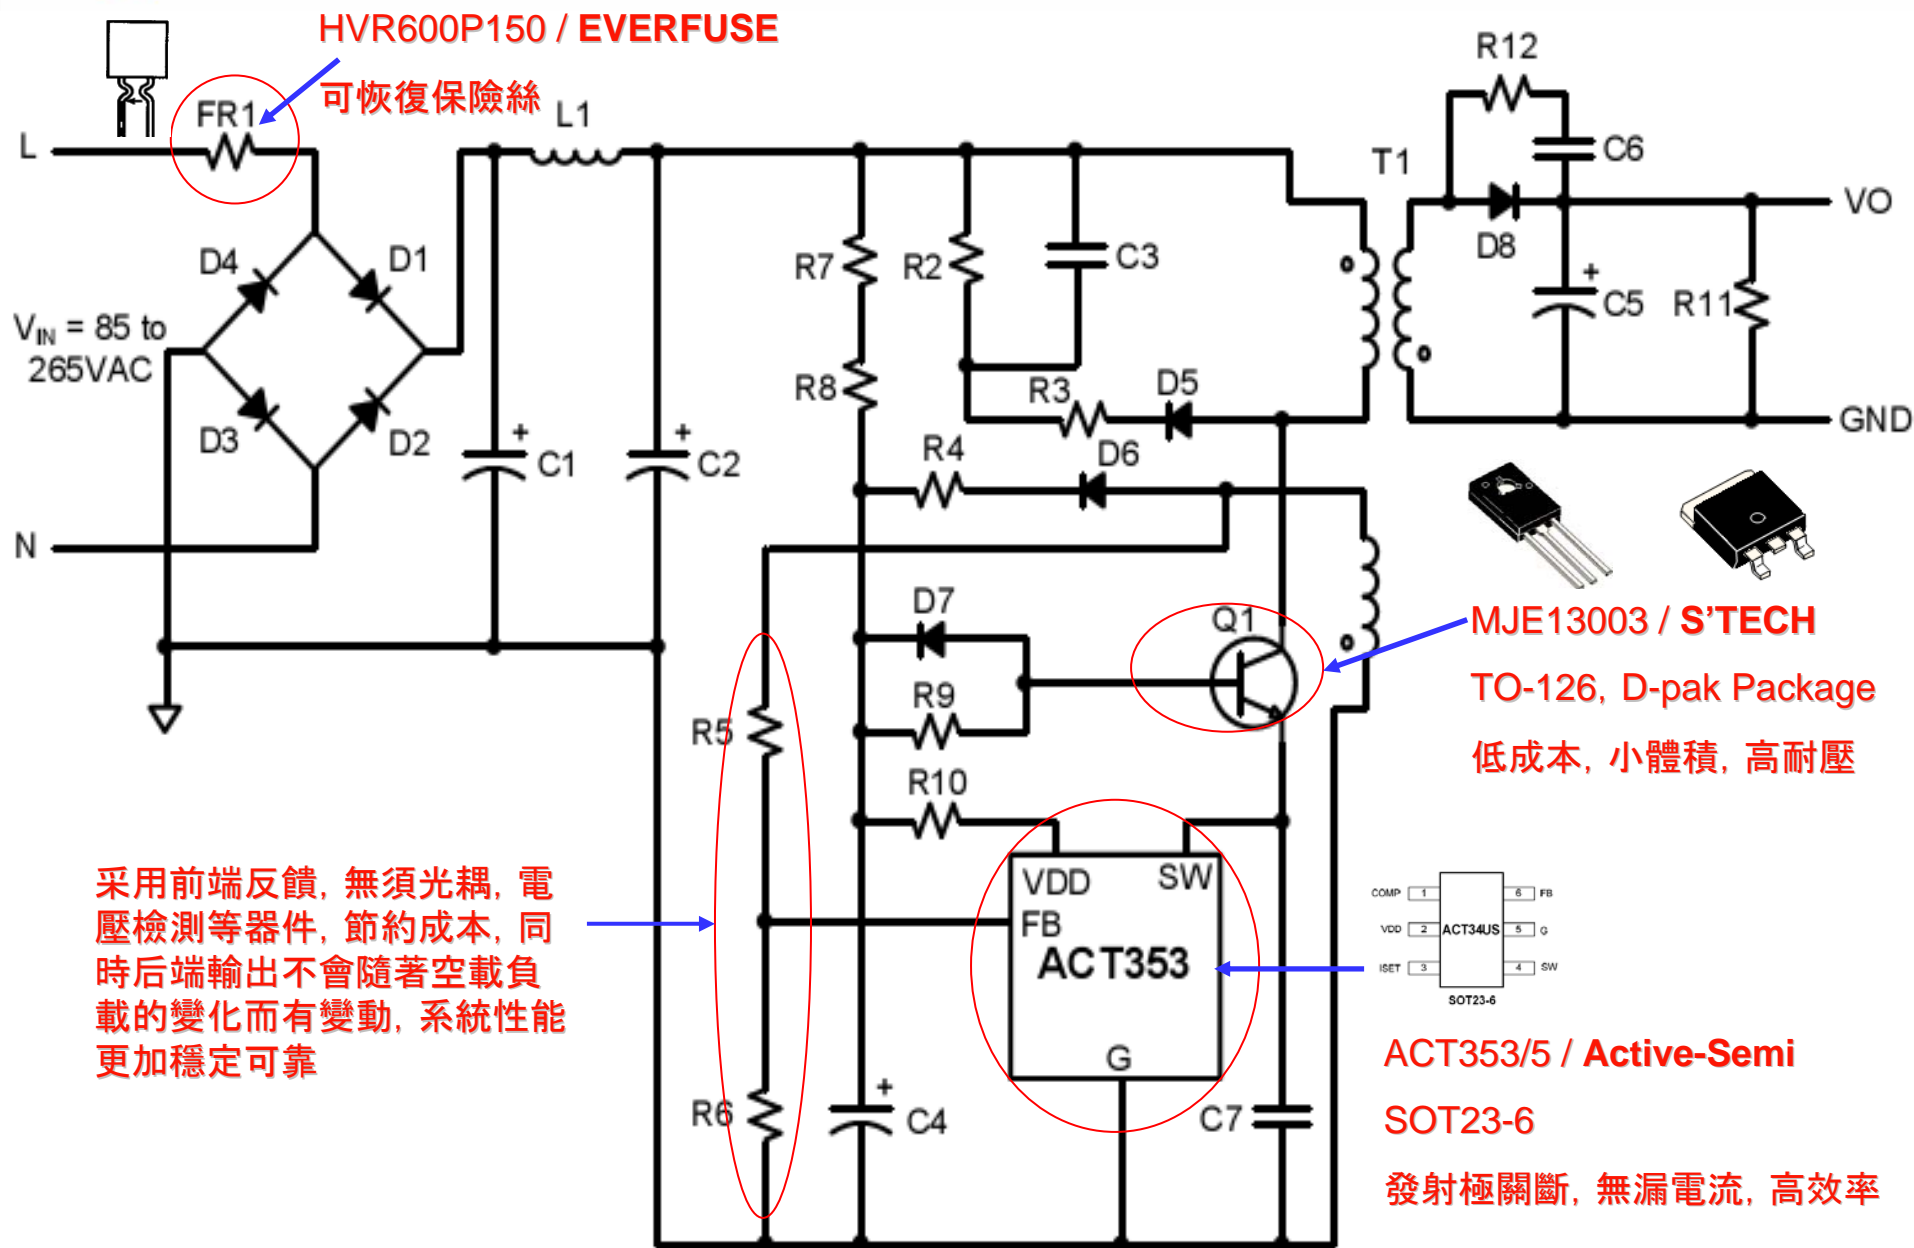 HVR600P150 / EVERFUSE
可恢復保險絲
FR1
L
L1
R12
C6
T1
VO
D8
D4
D1
R7
R2
C3
+
C5
R11
V_IN = 85 to
265VAC
R8
R3
D5
GND
D3
D2
+
C1
+
C2
R4
D6
N
D7
Q1
MJE13003 / S'TECH
TO-126, D-pak Package
低成本, 小體積, 高耐壓
R5
R9
R10
采用前端反饋, 無須光耦, 電
壓檢測等器件, 節約成本, 同
時后端輸出不會隨著空載負
載的變化而有變動, 系統性能
更加穩定可靠
VDD
SW
FB
ACT353
G
COMP 1
6 FB
VDD 2
ACT34US
5 G
ISET 3
4 SW
SOT23-6
R6
+
C4
C7
ACT353/5 / Active-Semi
SOT23-6
發射極關斷, 無漏電流, 高效率